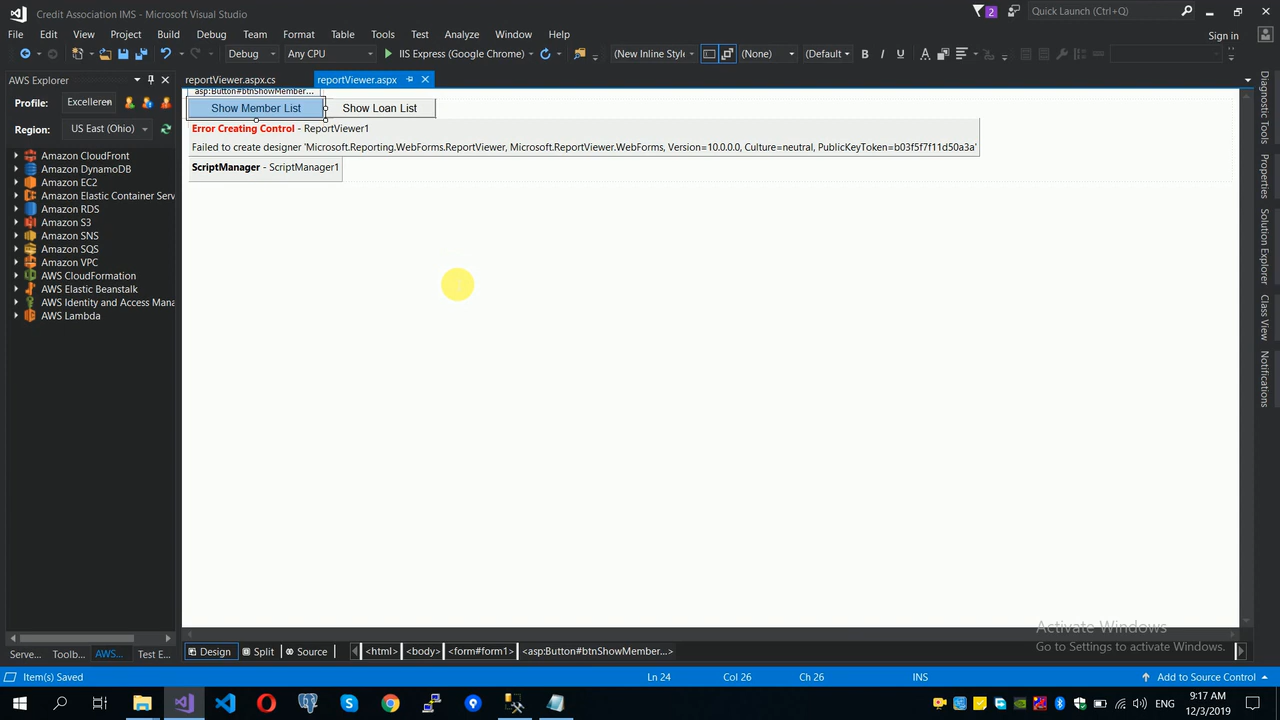 Credit Association IMS - Microsoft Visual Studio
2
Quick Launch (Ctrl+Q)
File Edit View Project Build Debug Team Format Table Tools Test Analyze Window Help
Sign in
Debug Any CPU IIS Express (Google Chrome) (New Inline Style (None) (Default B I U A
AWS Explorer
reportViewer.aspx.cs reportViewer.aspx
Profile: Excelleren
Region: US East (Ohio)
Amazon CloudFront
Amazon DynamoDB
Amazon EC2
Amazon Elastic Container Serv
Amazon RDS
Amazon S3
Amazon SNS
Amazon SQS
Amazon VPC
AWS CloudFormation
AWS Elastic Beanstalk
AWS Identity and Access Mana
AWS Lambda
asp:Button#btnShowMember...
Show Member List Show Loan List
Error Creating Control - ReportViewer1
Failed to create designer 'Microsoft.Reporting.WebForms.ReportViewer, Microsoft.ReportViewer.WebForms, Version=10.0.0.0, Culture=neutral, PublicKeyToken=b03f5f7f11d50a3a'
ScriptManager - ScriptManager1
Diagnostic Tools
Properties
Solution Explorer
Class View
Notifications
Activate Windows
Go to Settings to activate Windows.
Serve... Toolb... AWS... Test E...
Design Split Source <html> <body> <form#form1> <asp:Button#btnShowMember...>
Item(s) Saved Ln 24 Col 26 Ch 26 INS Add to Source Control
ENG
9:17 AM
12/3/2019